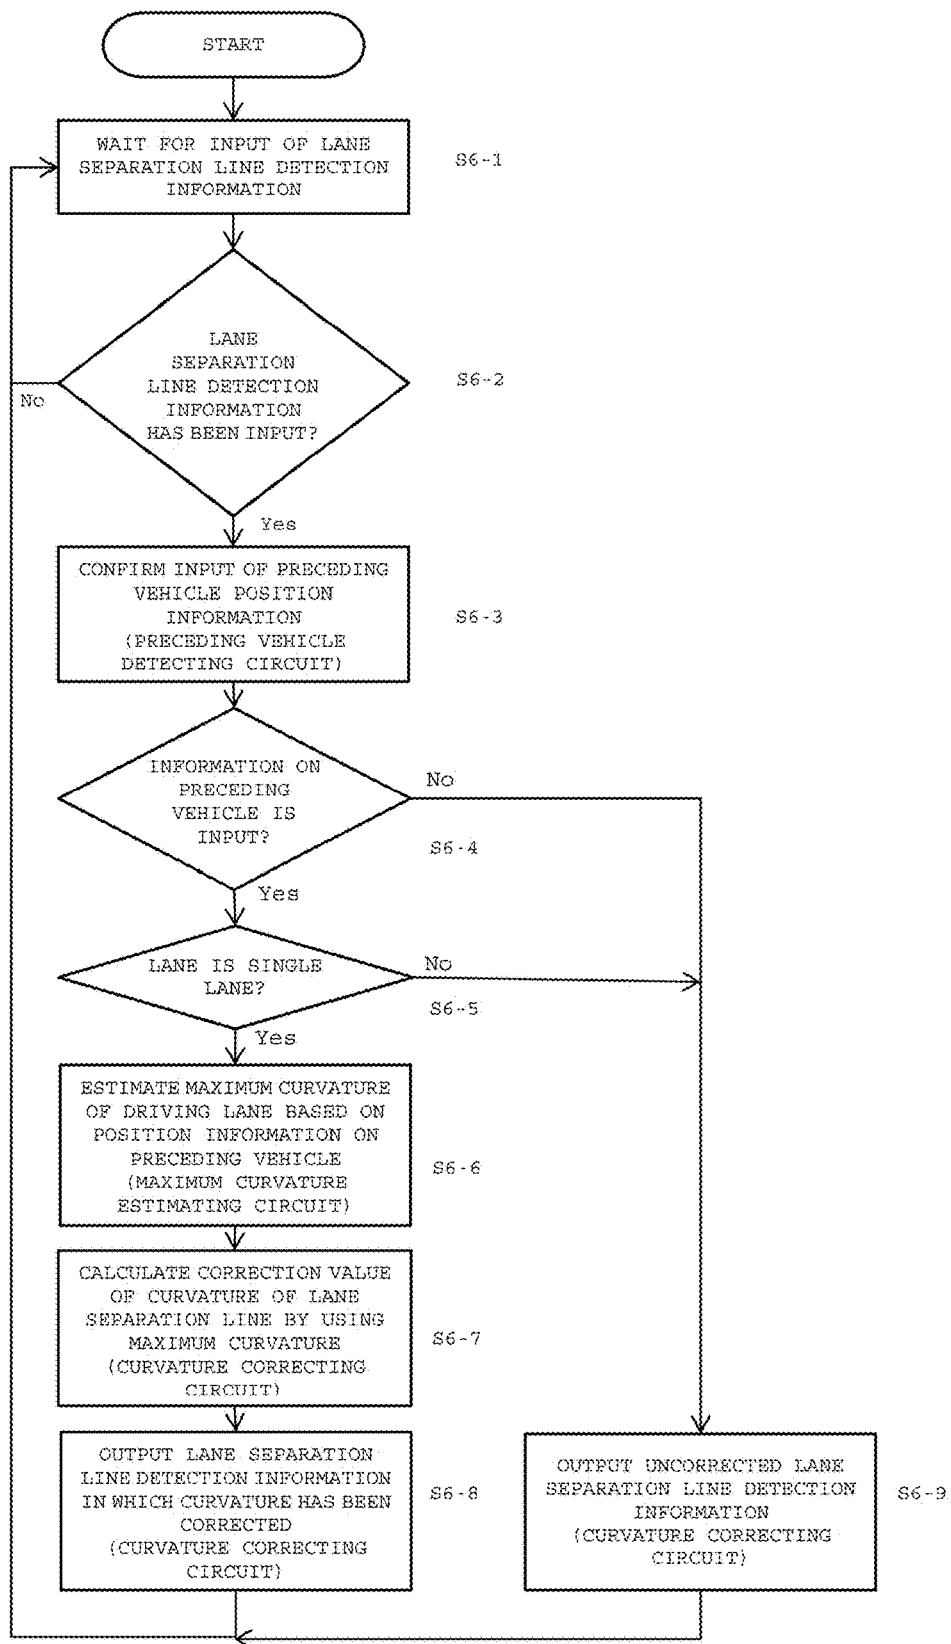 START
WAIT FOR INPUT OF LANE
SEPARATION LINE DETECTION
INFORMATION
S6-1
LANE
SEPARATION
LINE DETECTION
INFORMATION
HAS BEEN INPUT?
S6-2
No
Yes
CONFIRM INPUT OF PRECEDING
VEHICLE POSITION
INFORMATION
(PRECEDING VEHICLE
DETECTING CIRCUIT)
S6-3
INFORMATION ON
PRECEDING
VEHICLE IS
INPUT?
No
S6-4
Yes
LANE IS SINGLE
LANE?
No
S6-5
Yes
ESTIMATE MAXIMUM CURVATURE
OF DRIVING LANE BASED ON
POSITION INFORMATION ON
PRECEDING VEHICLE
(MAXIMUM CURVATURE
ESTIMATING CIRCUIT)
S6-6
CALCULATE CORRECTION VALUE
OF CURVATURE OF LANE
SEPARATION LINE BY USING
MAXIMUM CURVATURE
(CURVATURE CORRECTING
CIRCUIT)
S6-7
OUTPUT LANE SEPARATION
LINE DETECTION INFORMATION
IN WHICH CURVATURE HAS BEEN
CORRECTED
(CURVATURE CORRECTING
CIRCUIT)
S6-8
OUTPUT UNCORRECTED LANE
SEPARATION LINE DETECTION
INFORMATION
(CURVATURE CORRECTING
CIRCUIT)
S6-9